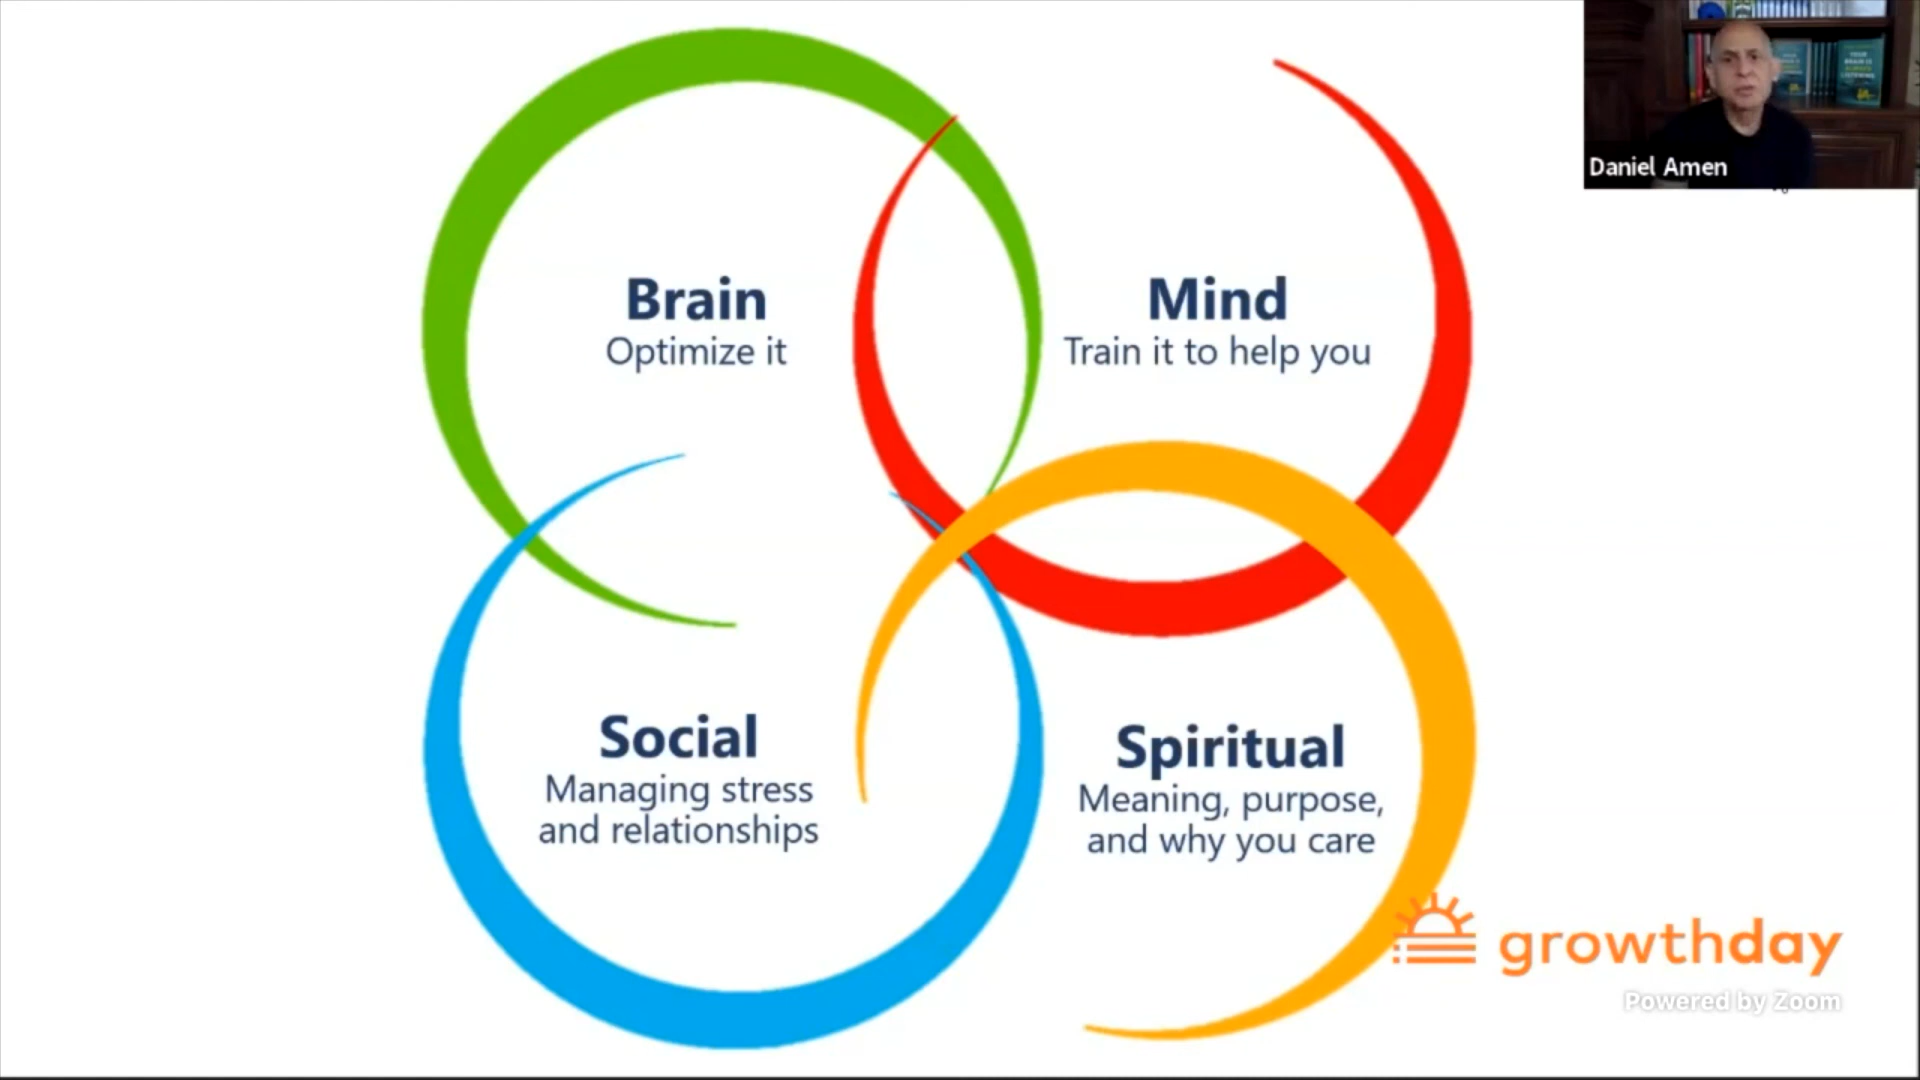 Brain
Optimize it
Mind
Train it to help you
Social
Managing stress
and relationships
Spiritual
Meaning, purpose,
and why you care
Daniel Amen
growthday
Powered by Zoom